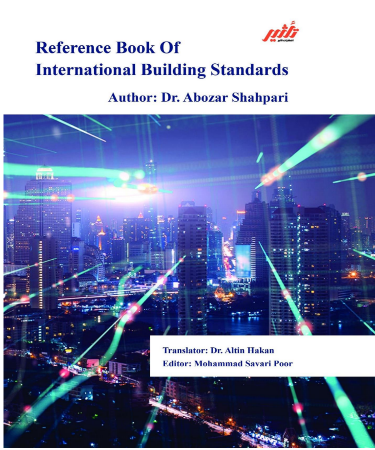 Reference Book Of
International Building Standards
Author: Dr. Abozar Shahpari
Translator: Dr. Altin Hakan
Editor: Mohammad Savari Poor